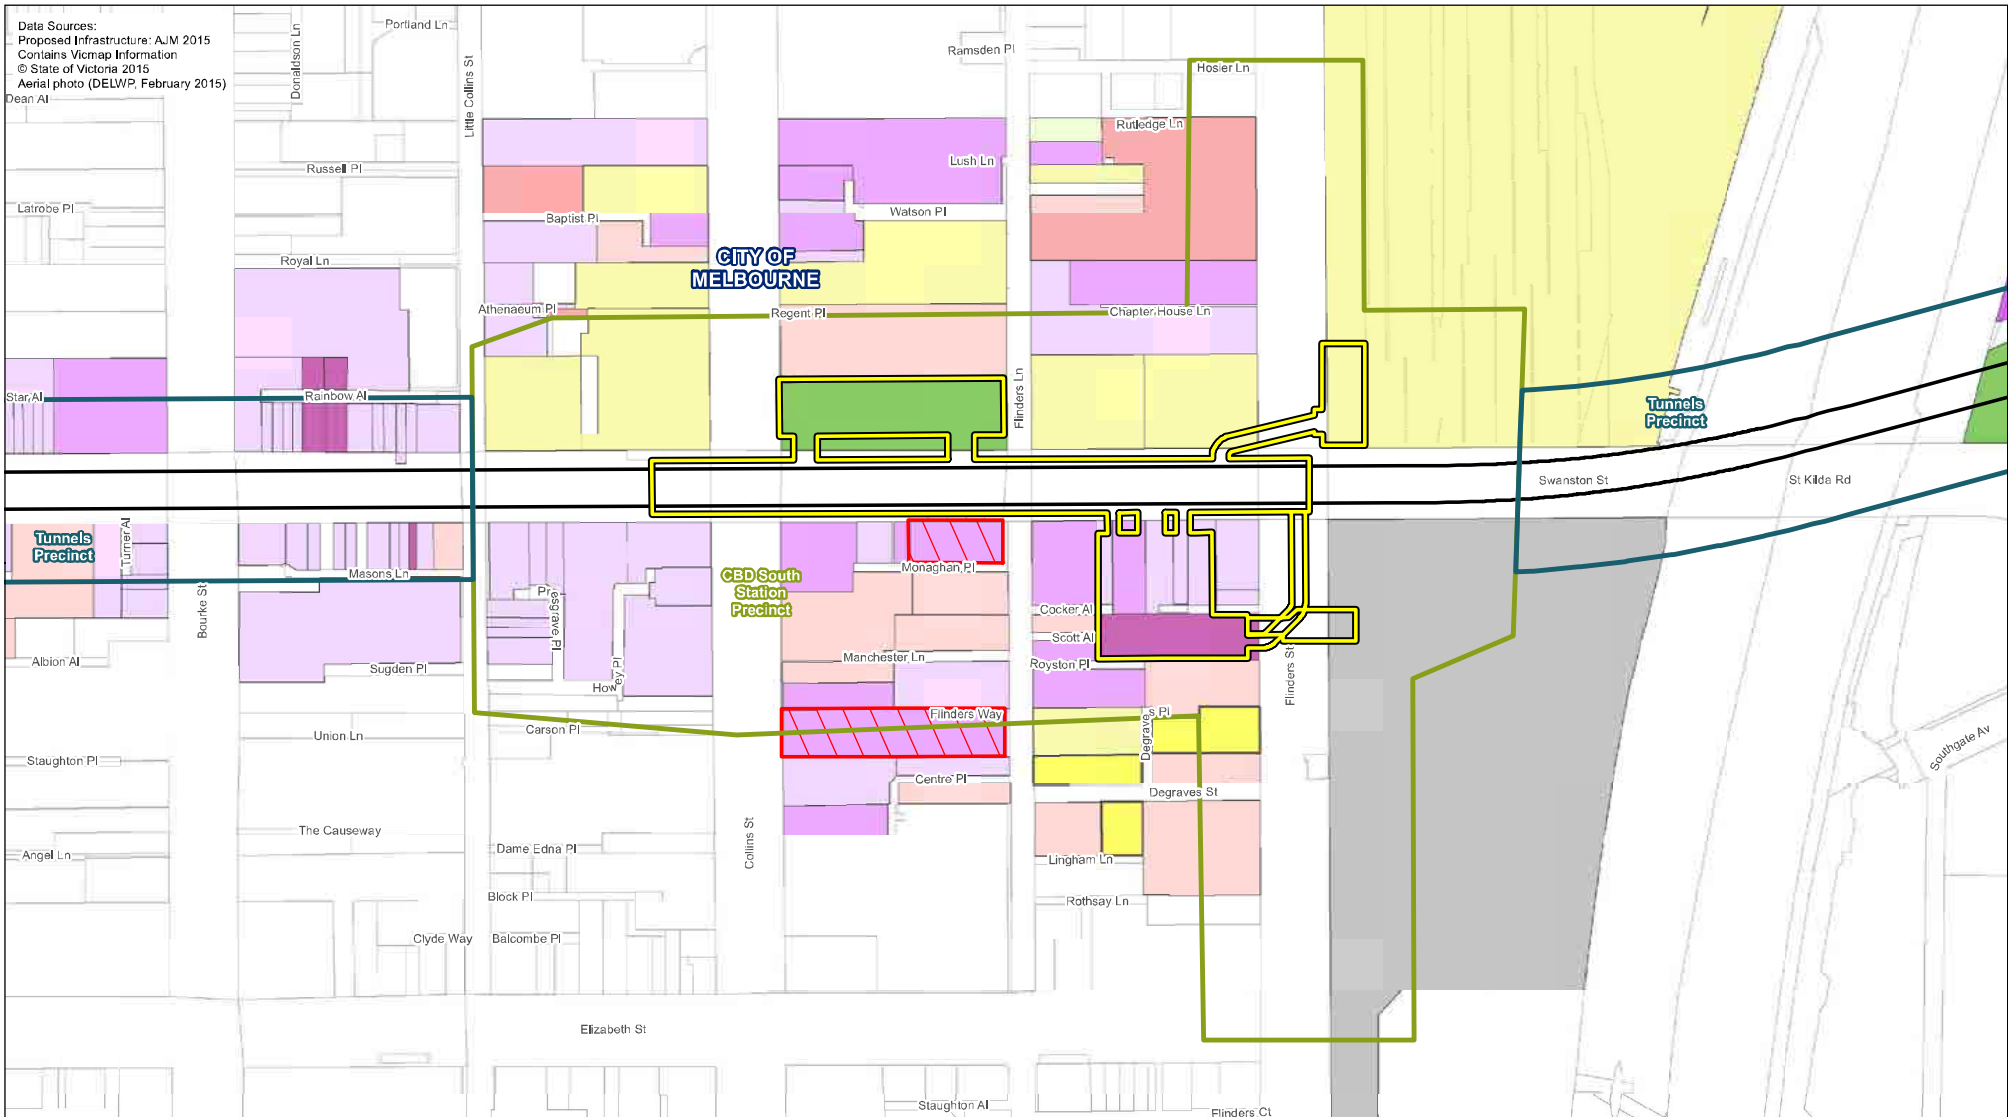 Data Sources:
Proposed Infrastructure: AJM 2015
Contains Vicmap Information
© State of Victoria 2015
Aerial photo (DELWP, February 2015)
Donaldson Ln
Portland Ln
Little Collins St
Ramsden Pl
Hosier Ln
Dean Al
Rutledge Ln
Russell Pl
Lush Ln
Latrobe Pl
Baptist Pl
Watson Pl
Royal Ln
CITY OF
MELBOURNE
Athenaeum Pl
Regent Pl
Chapter House Ln
Star Al
Rainbow Al
Flinders Ln
Tunnels
Precinct
Swanston St
St Kilda Rd
Tunnels
Precinct
Turner Al
Masons Ln
Bourke St
Presgrave Pl
CBD South
Station
Precinct
Monaghan Pl
Cocker Al
Scott Al
Royston Pl
Manchester Ln
Albion Al
Sugden Pl
Howey Pl
Flinders St
Flinders Way
Degraves Pl
Carson Pl
Union Ln
Staughton Pl
Southgate Av
Centre Pl
Degraves St
Collins St
The Causeway
Angel Ln
Dame Edna Pl
Lingham Ln
Block Pl
Rothsay Ln
Clyde Way
Balcombe Pl
Elizabeth St
Staughton Al
Flinders Ct